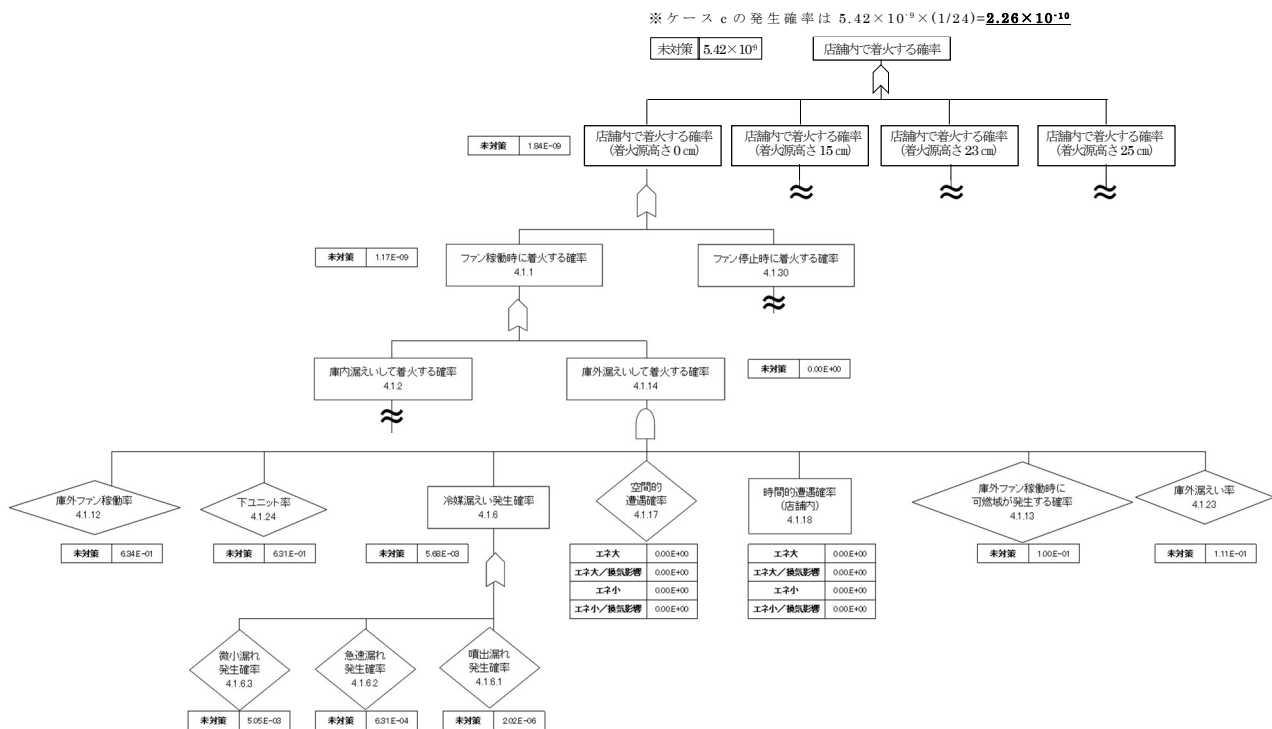 ※ケース c の発生確率は 5.42×10⁻⁹×(1/24)=2.26×10⁻¹⁰
未対策 5.42×10⁻⁹ 店舗内で着火する確率
未対策 1.84E-09
店舗内で着火する確率
(着火源高さ0㎝)
店舗内で着火する確率
(着火源高さ15㎝)
店舗内で着火する確率
(着火源高さ23㎝)
店舗内で着火する確率
(着火源高さ25㎝)
未対策 1.17E-09
ファン稼働時に着火する確率
4.1.1
ファン停止時に着火する確率
4.1.30
庫内漏えいして着火する確率
4.1.2
庫外漏えいして着火する確率
4.1.14
未対策 0.00E+00
庫外ファン稼働率
4.1.12
未対策 6.34E-01
下ユニット率
4.1.24
未対策 6.31E-01
冷媒漏えい発生確率
4.1.6
未対策 5.68E-03
空間的
遭遇確率
4.1.17
エネ大 0.00E+00
エネ大/換気影響 0.00E+00
エネ小 0.00E+00
エネ小/換気影響 0.00E+00
時間的遭遇確率
(店舗内)
4.1.18
エネ大 0.00E+00
エネ大/換気影響 0.00E+00
エネ小 0.00E+00
エネ小/換気影響 0.00E+00
庫外ファン稼働時に
可燃域が発生する確率
4.1.13
未対策 1.00E-01
庫外漏えい率
4.1.23
未対策 1.11E-01
微小漏れ
発生確率
4.1.6.3
未対策 5.05E-03
急速漏れ
発生確率
4.1.6.2
未対策 6.31E-04
噴出漏れ
発生確率
4.1.6.1
未対策 2.02E-06